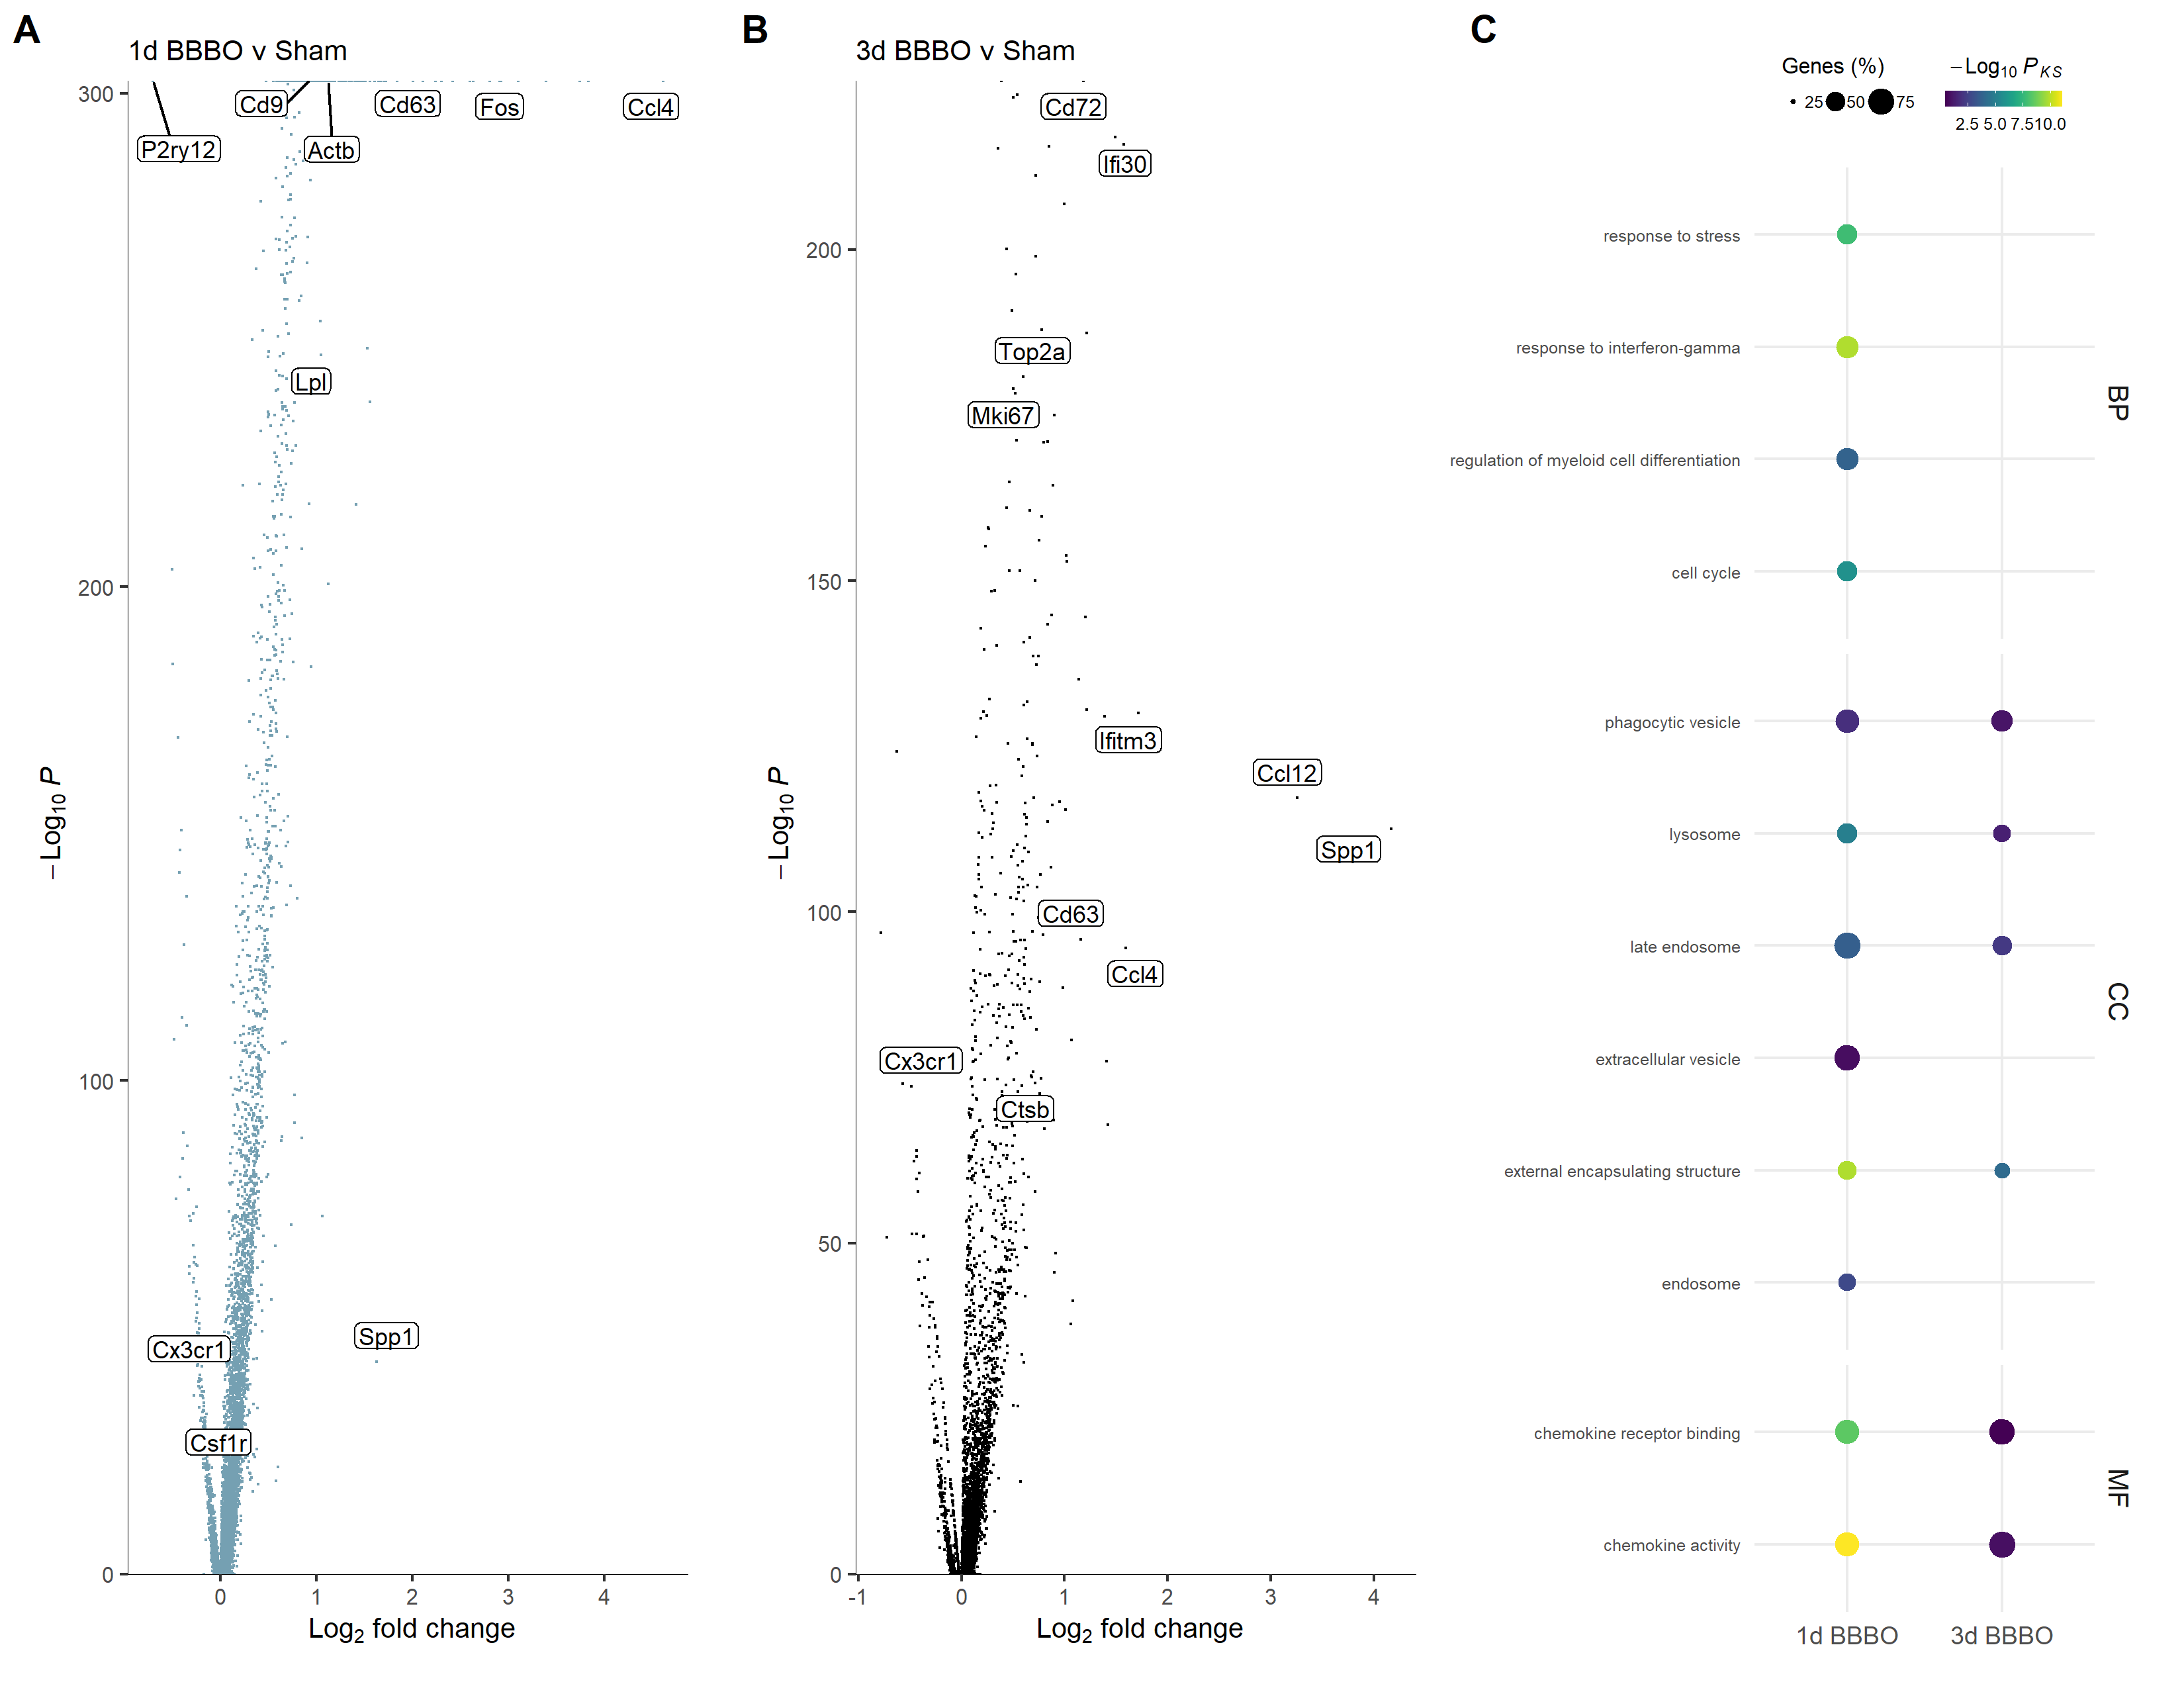 A
1d BBBO v Sham
300
200
100
0
P2ry12
Cd9
Actb
Cd63
Fos
Ccl4
Lpl
Cx3cr1
Spp1
Csf1r
−Log10 P
0 1 2 3 4
Log2 fold change
B
3d BBBO v Sham
200
150
100
50
0
Cd72
Ifi30
Top2a
Mki67
Ifitm3
Ccl12
Spp1
Cd63
Ccl4
Cx3cr1
Ctsb
−Log10 P
-1 0 1 2 3 4
Log2 fold change
C
Genes (%)
25 50 75
−Log10 PKS
2.5 5.0 7.5 10.0
response to stress
response to interferon-gamma
regulation of myeloid cell differentiation
cell cycle
BP
phagocytic vesicle
lysosome
late endosome
extracellular vesicle
external encapsulating structure
endosome
CC
chemokine receptor binding
chemokine activity
MF
1d BBBO 3d BBBO